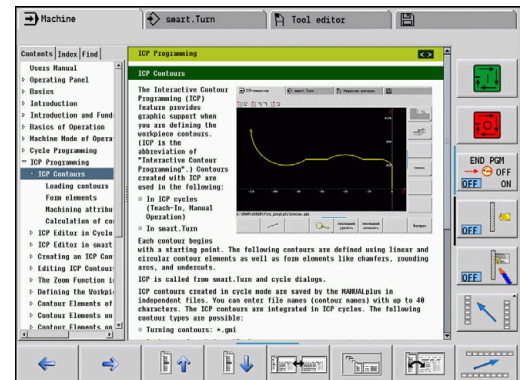 Machine
smart.Turn
Tool editor
Contents Index Find
Users Manual
Operating Panel
Basics
Introduction
Introduction and Fund
Basics of Operation
Machine Mode of Opera
Cycle Programming
ICP Programming
ICP Contours
Loading contours
Form elements
Machining attribu
Calculation of co
ICP Editor in Cycle
ICP Editor in smart
Creating an ICP Con
Editing ICP Contour
The Zoom Function i
Defining the Workpi
Contour Elements of
Contour Elements on
Contour Elements on
ICP Programming
ICP Contours
The Interactive Contour
Programming (ICP)
feature provides
graphic support when
you are defining the
workpiece contours.
(ICP is the
abbreviation of
"Interactive Contour
Programming".) Contours
created with ICP are
used in the following:
In ICP cycles
(Teach-In, Manual
Operation)
In smart.Turn
Each contour begins
with a starting point. The following contours are defined using linear and
circular contour elements as well as form elements like chamfers, rounding
arcs, and undercuts.
ICP is called from smart.Turn and cycle dialogs.
ICP contours created in cycle mode are saved by the MANUALplus in
independent files. You can enter file names (contour names) with up to 40
characters. The ICP contours are integrated in ICP cycles. The following
contour types are possible:
Turning contours: *.gmi
END PGM
OFF
OFF ON
OFF
OFF